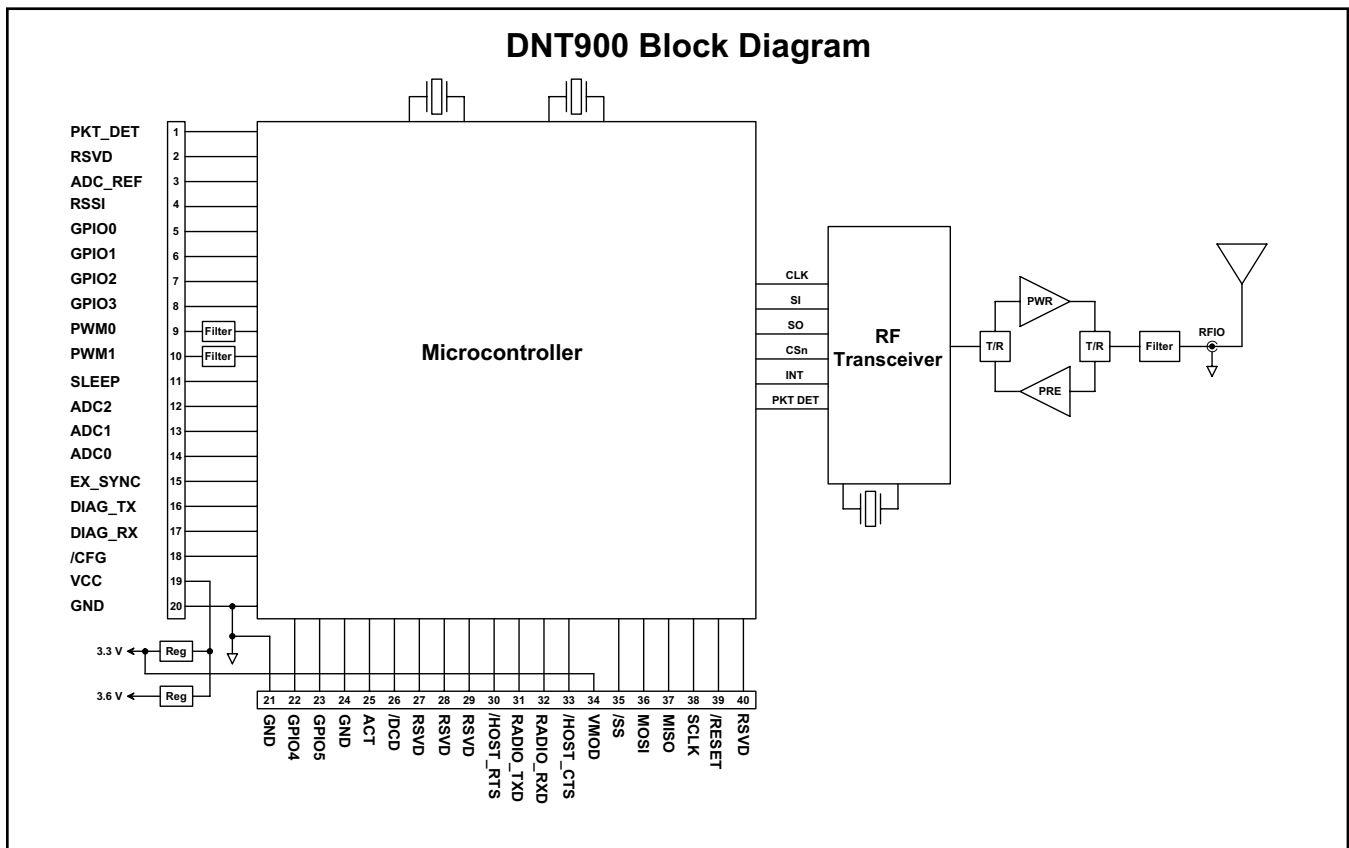 DNT900 Block Diagram
PKT_DET 1
RSVD 2
ADC_REF 3
RSSI 4
GPIO0 5
GPIO1 6
GPIO2 7
GPIO3 8
PWM0 9 Filter
PWM1 10 Filter
SLEEP 11
ADC2 12
ADC1 13
ADC0 14
EX_SYNC 15
DIAG_TX 16
DIAG_RX 17
/CFG 18
VCC 19
GND 20
Microcontroller
CLK
SI
SO
CSn
INT
PKT DET
RF
Transceiver
T/R
PWR
PRE
T/R
Filter
RFIO
3.3 V Reg
3.6 V Reg
21 22 23 24 25 26 27 28 29 30 31 32 33 34 35 36 37 38 39 40
GND
GPIO4
GPIO5
GND
ACT
/DCD
RSVD
RSVD
RSVD
/HOST_RTS
RADIO_TXD
RADIO_RXD
/HOST_CTS
VMOD
/SS
MOSI
MISO
SCLK
/RESET
RSVD